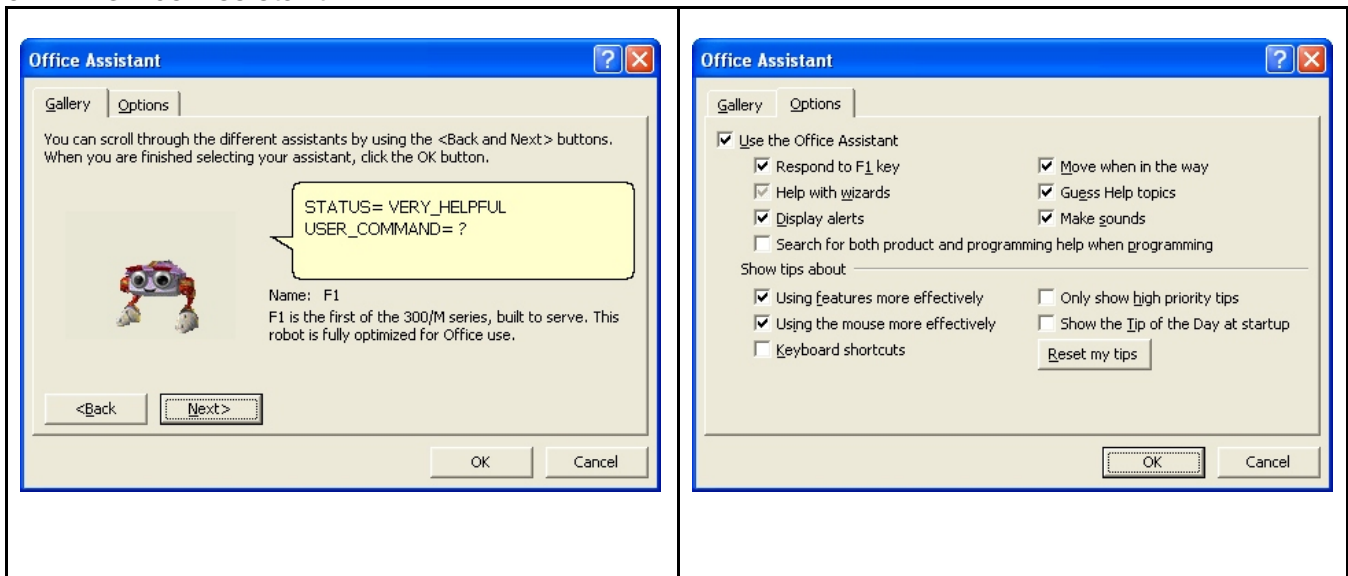 Office Assistant
Gallery
Options
You can scroll through the different assistants by using the <Back and Next> buttons.
When you are finished selecting your assistant, click the OK button.
STATUS= VERY_HELPFUL
USER_COMMAND= ?
Name: F1
F1 is the first of the 300/M series, built to serve. This
robot is fully optimized for Office use.
<Back
Next>
OK
Cancel
Office Assistant
Gallery
Options
Use the Office Assistant
Respond to F1 key
Move when in the way
Help with wizards
Guess Help topics
Display alerts
Make sounds
Search for both product and programming help when programming
Show tips about
Using features more effectively
Only show high priority tips
Using the mouse more effectively
Show the Tip of the Day at startup
Keyboard shortcuts
Reset my tips
OK
Cancel